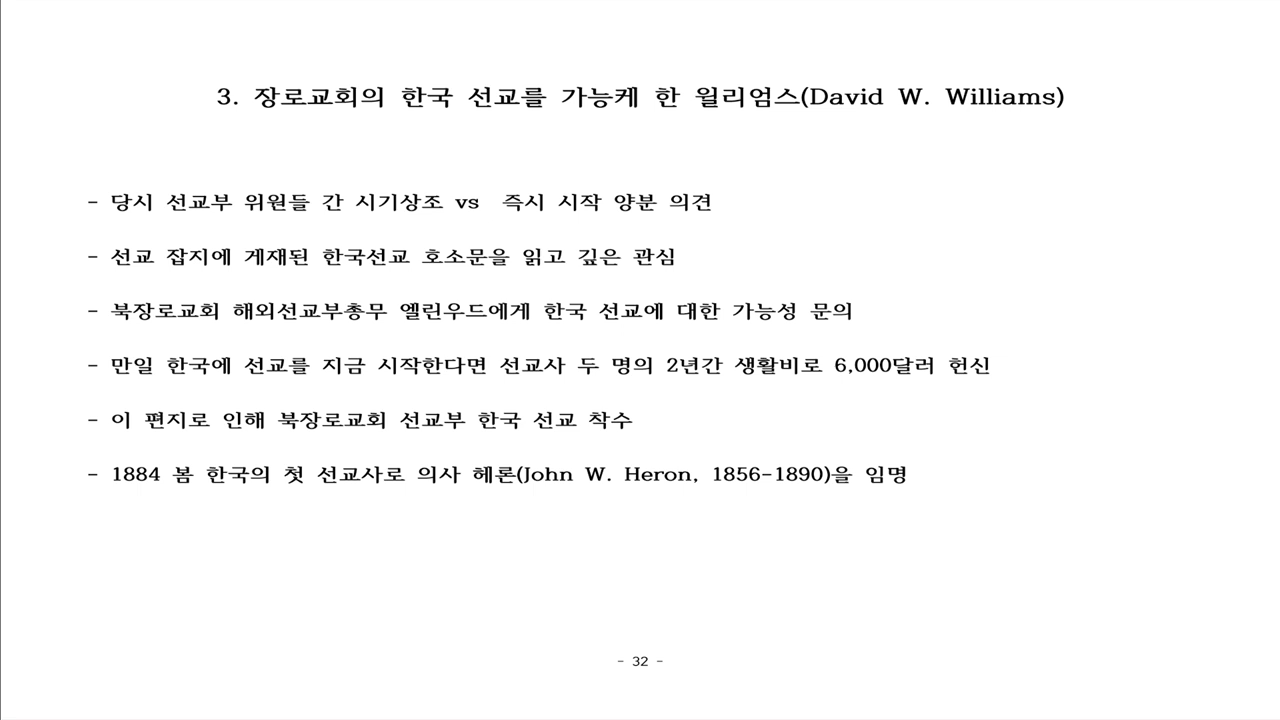 3. 장로교회의 한국 선교를 가능케 한 윌리엄스(David W. Williams)
- 당시 선교부 위원들 간 시기상조 vs 즉시 시작 양분 의견
- 선교 잡지에 게재된 한국선교 호소문을 읽고 깊은 관심
- 북장로교회 해외선교부총무 엘린우드에게 한국 선교에 대한 가능성 문의
- 만일 한국에 선교를 지금 시작한다면 선교사 두 명의 2년간 생활비로 6,000달러 헌신
- 이 편지로 인해 북장로교회 선교부 한국 선교 착수
- 1884 봄 한국의 첫 선교사로 의사 헤론(John W. Heron, 1856-1890)을 임명
- 32 -